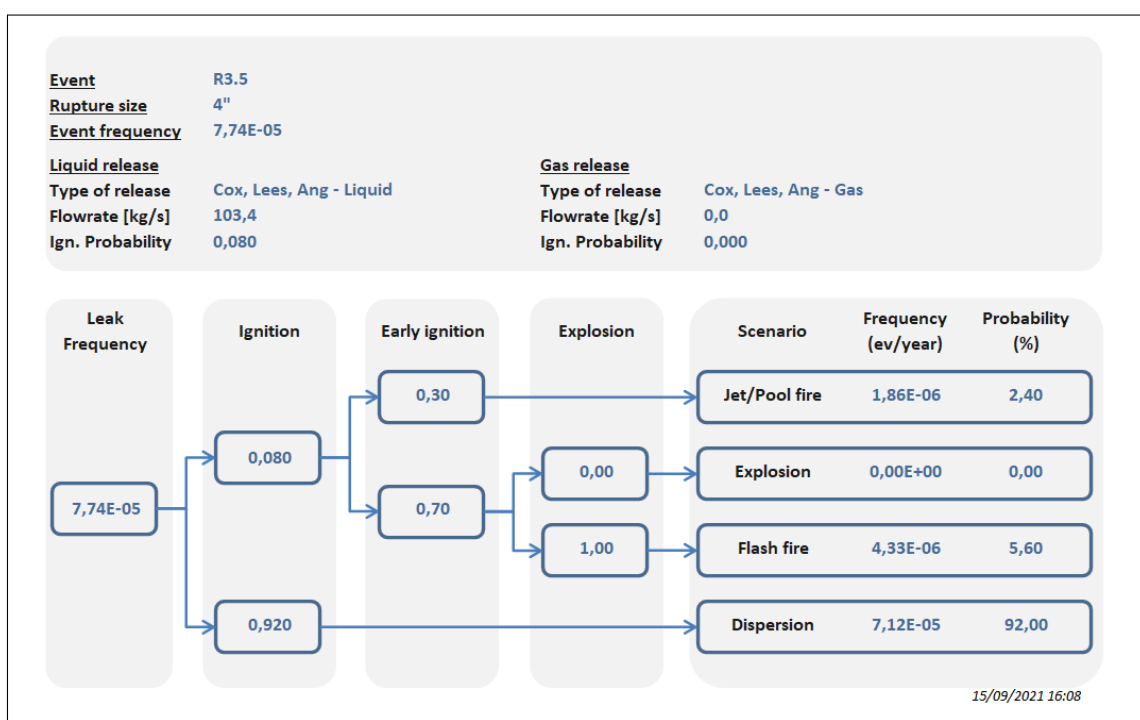 Event R3.5
Rupture size 4"
Event frequency 7,74E-05
Liquid release Gas release
Type of release Cox, Lees, Ang - Liquid Type of release Cox, Lees, Ang - Gas
Flowrate [kg/s] 103,4 Flowrate [kg/s] 0,0
Ign. Probability 0,080 Ign. Probability 0,000
Leak Frequency Ignition Early ignition Explosion Scenario Frequency (ev/year) Probability (%)
0,30 Jet/Pool fire 1,86E-06 2,40
0,080
0,00 Explosion 0,00E+00 0,00
7,74E-05 0,70
1,00 Flash fire 4,33E-06 5,60
0,920 Dispersion 7,12E-05 92,00
15/09/2021 16:08